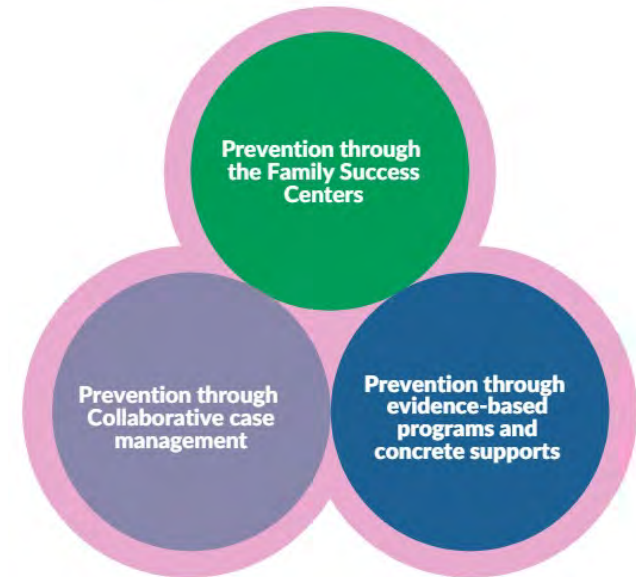 Prevention through
the Family Success
Centers
Prevention through
Collaborative case
management
Prevention through
evidence-based
programs and
concrete supports